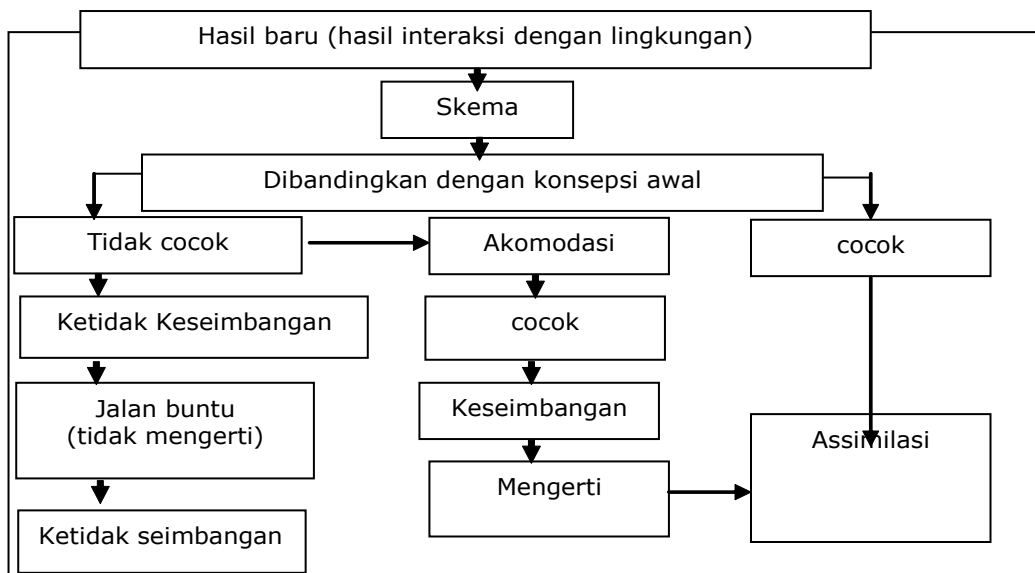 Hasil baru (hasil interaksi dengan lingkungan)
Skema
Dibandingkan dengan konsepsi awal
Tidak cocok
Akomodasi
cocok
Ketidak Keseimbangan
cocok
Jalan buntu
(tidak mengerti)
Keseimbangan
Assimilasi
Mengerti
Ketidak seimbangan